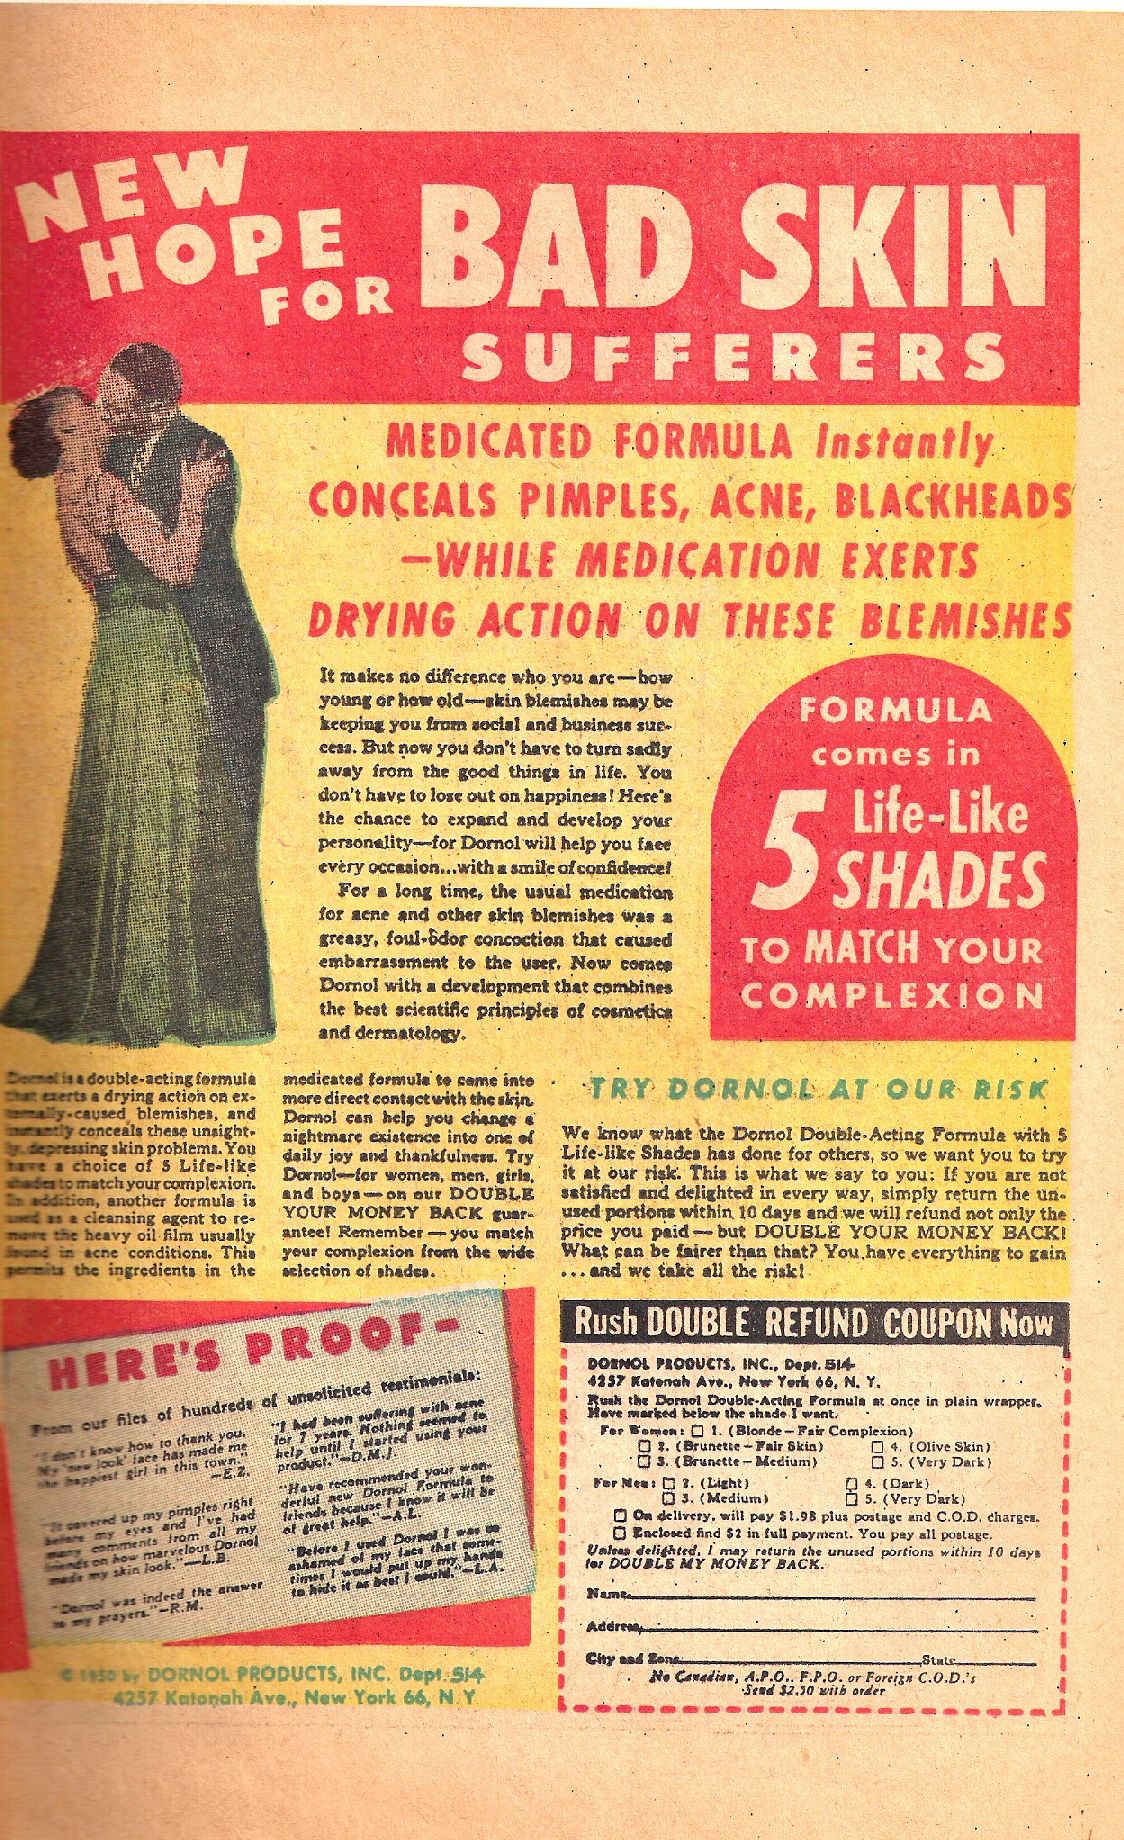 NEW
HOPE
FOR
BAD SKIN
SUFFERERS
MEDICATED FORMULA Instantly
CONCEALS PIMPLES, ACNE, BLACKHEADS
—WHILE MEDICATION EXERTS
DRYING ACTION ON THESE BLEMISHES
It makes no difference who you are—how
young or how old—skin blemishes may be
keeping you from social and business suc-
cess. But now you don't have to turn sadly
away from the good things in life. You
don't have to lose out on happiness! Here's
the chance to expand and develop your
personality—for Dornol will help you face
every occasion...with a smile of confidence!
For a long time, the usual medication
for acne and other skin blemishes was a
greasy, foul-odor concoction that caused
embarrassment to the user. Now comes
Dornol with a development that combines
the best scientific principles of cosmetics
and dermatology.
FORMULA
comes in
5 Life-Like
SHADES
TO MATCH YOUR
COMPLEXION
Dornol is a double-acting formula
that exerts a drying action on ex-
ternally-caused blemishes, and
instantly conceals these unsight-
ly, depressing skin problems. You
have a choice of 5 Life-like
shades to match your complexion.
In addition, another formula is
used as a cleansing agent to re-
move the heavy oil film usually
found in acne conditions. This
permits the ingredients in the
medicated formula to come into
more direct contact with the skin.
Dornol can help you change a
nightmare existence into one of
daily joy and thankfulness. Try
Dornol—for women, men, girls,
and boys—on our DOUBLE
YOUR MONEY BACK guar-
antee! Remember—you match
your complexion from the wide
selection of shades.
TRY DORNOL AT OUR RISK
We know what the Dornol Double-Acting Formula with 5
Life-like Shades has done for others, so we want you to try
it at our risk. This is what we say to you: If you are not
satisfied and delighted in every way, simply return the un-
used portions within 10 days and we will refund not only the
price you paid—but DOUBLE YOUR MONEY BACK!
What can be fairer than that? You have everything to gain
...and we take all the risk!
HERE'S PROOF—
From our files of hundreds of unsolicited testimonials:
"I don't know how to thank you.
My 'new look' face has made me
the happiest girl in this town."
—E.Z.
"It covered up my pimples right
before my eyes and I've had
many comments from all my
friends on how marvelous Dornol
made my skin look."—L.B.
"Dornol was indeed the answer
to my prayers."—R.M.
"I had been suffering with acne
for 7 years. Nothing seemed to
help until I started using your
product."—D.M.J.
"Have recommended your won-
derful new Dornol Formula to
friends because I know it will be
of great help."—A.L.
"Before I used Dornol I was so
ashamed of my face that some-
times I would put up my hands
to hide it as best I could."—L.A.
© 1950 by DORNOL PRODUCTS, INC. Dept. 514
4257 Katonah Ave., New York 66, N.Y.
Rush DOUBLE REFUND COUPON Now
DORNOL PRODUCTS, INC., Dept. 514
4257 Katonah Ave., New York 66, N. Y.
Rush the Dornol Double-Acting Formula at once in plain wrapper.
Have marked below the shade I want.
For Women: □ 1. (Blonde—Fair Complexion)
□ 2. (Brunette—Fair Skin) □ 4. (Olive Skin)
□ 3. (Brunette—Medium) □ 5. (Very Dark)
For Men: □ 2. (Light) □ 4. (Dark)
□ 3. (Medium) □ 5. (Very Dark)
□ On delivery, will pay $1.98 plus postage and C.O.D. charges.
□ Enclosed find $2 in full payment. You pay all postage.
Unless delighted, I may return the unused portions within 10 days
for DOUBLE MY MONEY BACK.
Name
Address
City and Zone State
No Canadian, A.P.O., F.P.O. or Foreign C.O.D.'s
Send $2.50 with order